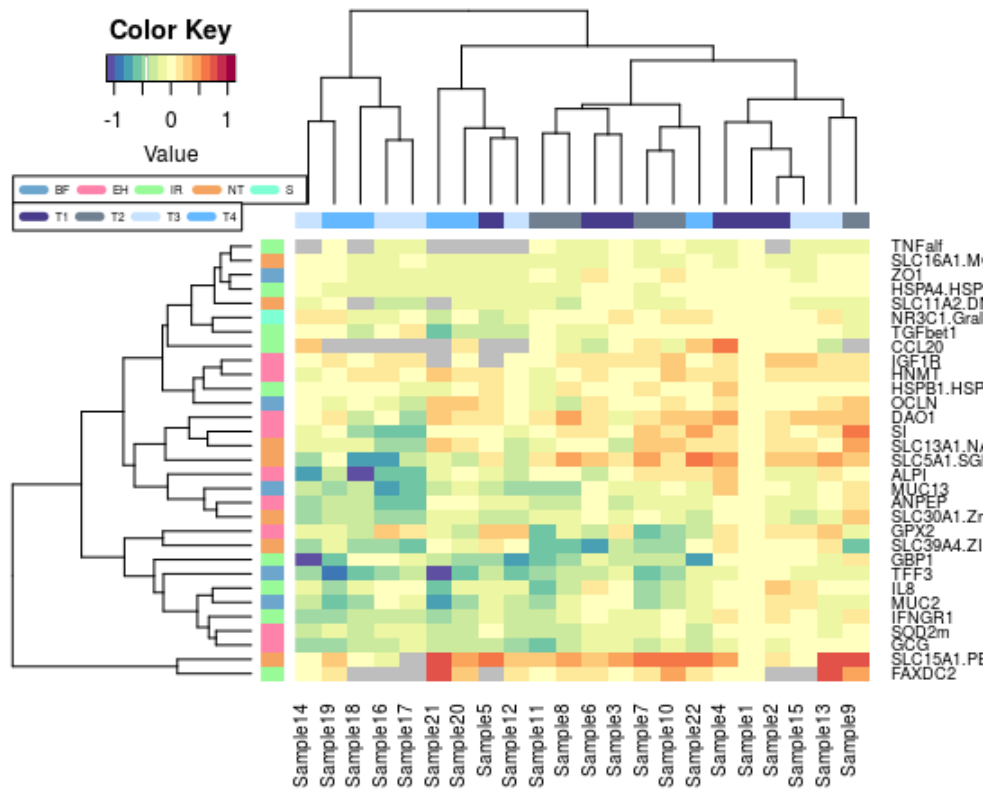 Color Key
-1 0 1
Value
BF EH IR NT S
T1 T2 T3 T4
TNFalf
SLC16A1.M
ZO1
HSPA4.HSP
SLC11A2.DM
NR3C1.Gral
TGFbet1
CCL20
IGF1R
HNMT
HSPB1.HSP
OCLN
DAO1
SI
SLC13A1.NA
SLC5A1.SGL
ALPI
MUC13
ANPEP
SLC30A1.Zn
GPX2
SLC39A4.ZI
GBP1
TFF3
IL8
MUC2
IFNGR1
SOD2m
GCG
SLC15A1.PE
FAXDC2
Sample14
Sample19
Sample18
Sample16
Sample17
Sample21
Sample20
Sample5
Sample12
Sample11
Sample8
Sample6
Sample3
Sample7
Sample10
Sample22
Sample4
Sample1
Sample2
Sample15
Sample13
Sample9